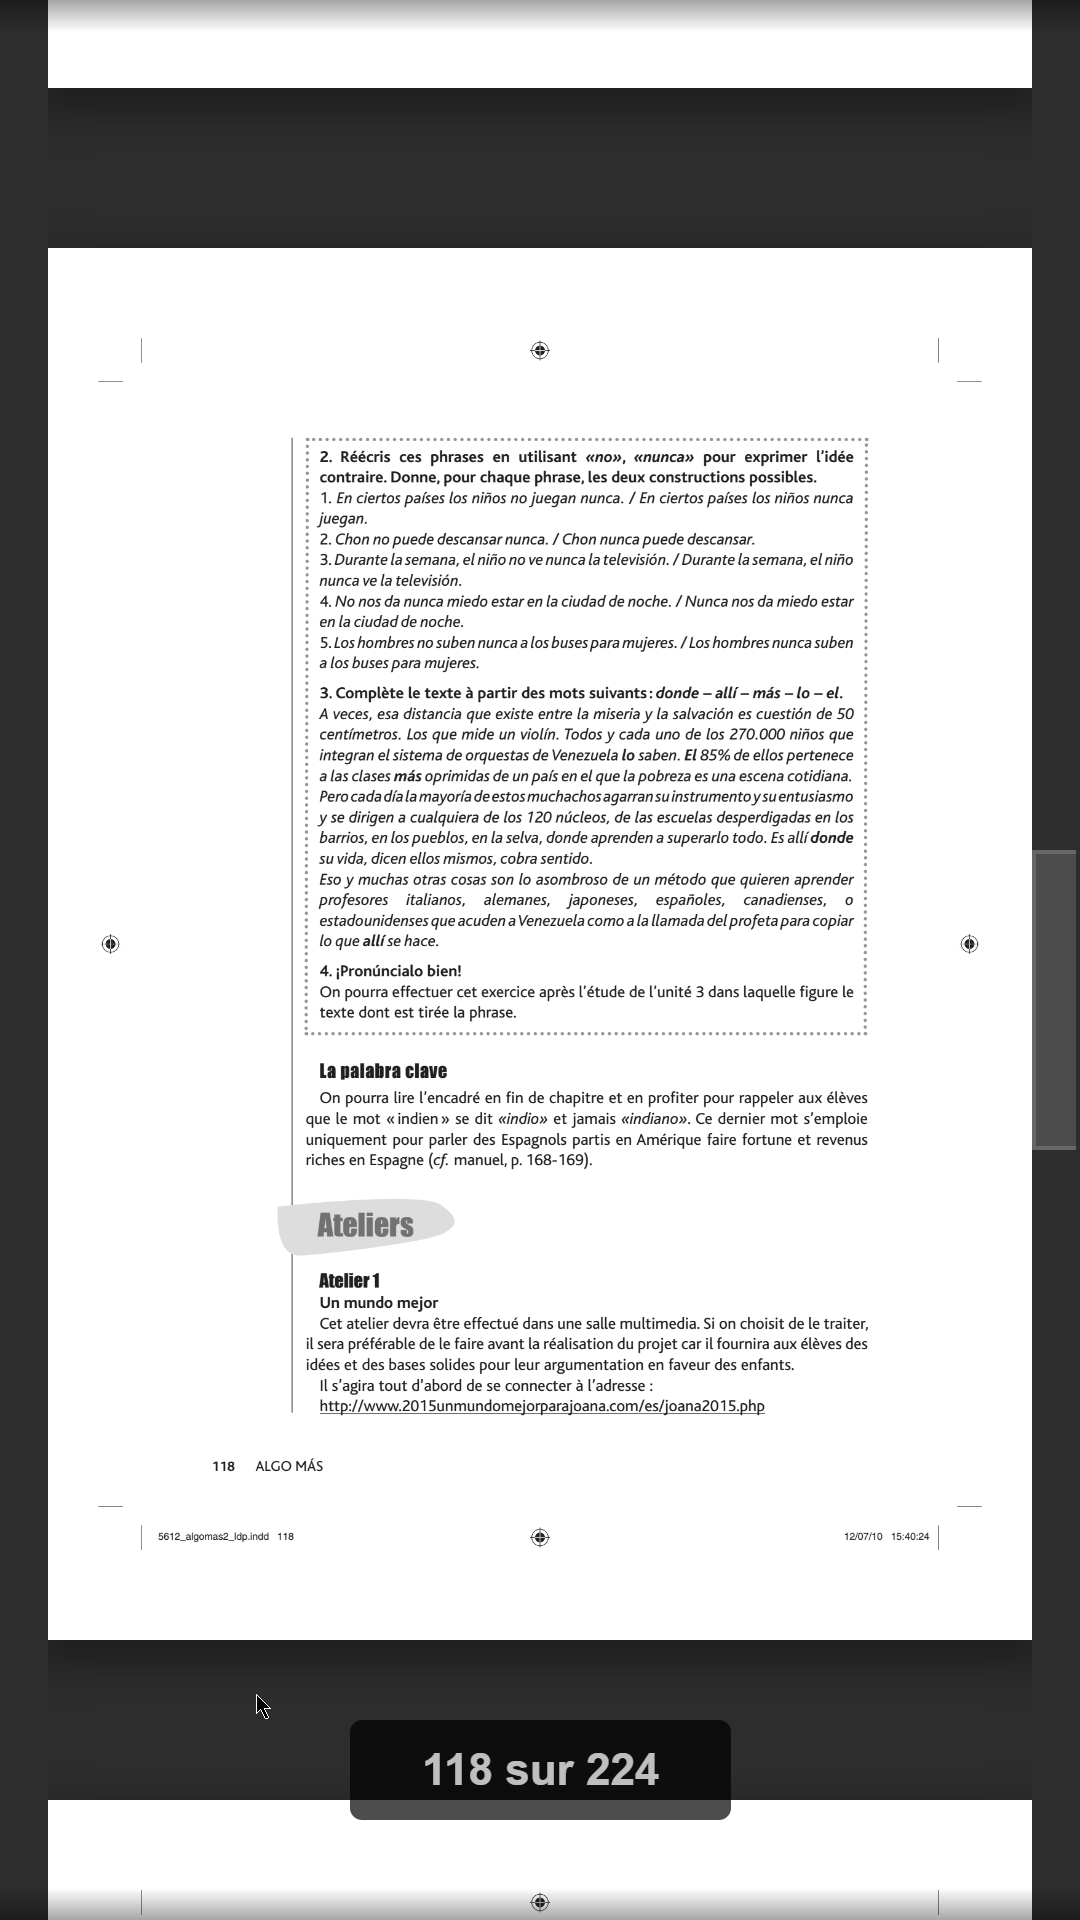 2. Réécris ces phrases en utilisant «no», «nunca» pour exprimer l'idée
contraire. Donne, pour chaque phrase, les deux constructions possibles.
1. En ciertos países los niños no juegan nunca. / En ciertos países los niños nunca
juegan.
2. Chon no puede descansar nunca. / Chon nunca puede descansar.
3. Durante la semana, el niño no ve nunca la televisión. / Durante la semana, el niño
nunca ve la televisión.
4. No nos da nunca miedo estar en la ciudad de noche. / Nunca nos da miedo estar
en la ciudad de noche.
5. Los hombres no suben nunca a los buses para mujeres. / Los hombres nunca suben
a los buses para mujeres.
3. Complète le texte à partir des mots suivants : donde – allí – más – lo – el.
A veces, esa distancia que existe entre la miseria y la salvación es cuestión de 50
centímetros. Los que mide un violín. Todos y cada uno de los 270.000 niños que
integran el sistema de orquestas de Venezuela lo saben. El 85% de ellos pertenece
a las clases más oprimidas de un país en el que la pobreza es una escena cotidiana.
Pero cada día la mayoría de estos muchachos agarran su instrumento y su entusiasmo
y se dirigen a cualquiera de los 120 núcleos, de las escuelas desperdigadas en los
barrios, en los pueblos, en la selva, donde aprenden a superarlo todo. Es allí donde
su vida, dicen ellos mismos, cobra sentido.
Eso y muchas otras cosas son lo asombroso de un método que quieren aprender
profesores italianos, alemanes, japoneses, españoles, canadienses, o
estadounidenses que acuden a Venezuela como a la llamada del profeta para copiar
lo que allí se hace.
4. ¡Pronúncialo bien!
On pourra effectuer cet exercice après l'étude de l'unité 3 dans laquelle figure le
texte dont est tirée la phrase.
La palabra clave
On pourra lire l'encadré en fin de chapitre et en profiter pour rappeler aux élèves
que le mot « indien » se dit «indio» et jamais «indiano». Ce dernier mot s'emploie
uniquement pour parler des Espagnols partis en Amérique faire fortune et revenus
riches en Espagne (cf. manuel, p. 168-169).
Ateliers
Atelier 1
Un mundo mejor
Cet atelier devra être effectué dans une salle multimedia. Si on choisit de le traiter,
il sera préférable de le faire avant la réalisation du projet car il fournira aux élèves des
idées et des bases solides pour leur argumentation en faveur des enfants.
Il s'agira tout d'abord de se connecter à l'adresse :
http://www.2015unmundomejorparajoana.com/es/joana2015.php
118 ALGO MÁS
5612_algomas2_ldp.indd 118
12/07/10 15:40:24
118 sur 224